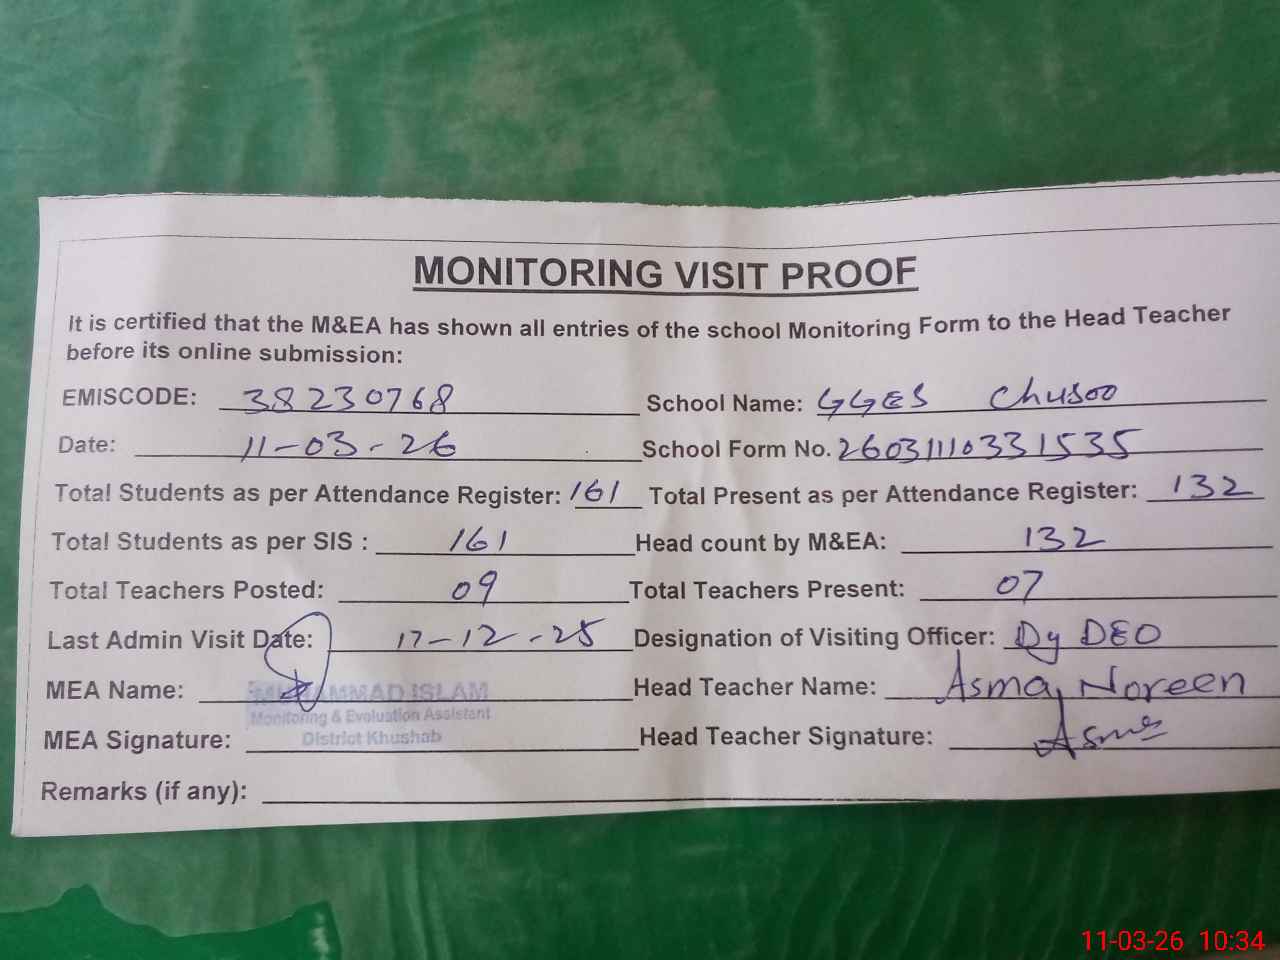 MONITORING VISIT PROOF
It is certified that the M&EA has shown all entries of the school Monitoring Form to the Head Teacher
before its online submission:
EMISCODE: 38230768 School Name: GGES Chusoo
Date: 11-03-26 School Form No. 26031110331535
Total Students as per Attendance Register: 161 Total Present as per Attendance Register: 132
Total Students as per SIS : 161 Head count by M&EA: 132
Total Teachers Posted: 09 Total Teachers Present: 07
Last Admin Visit Date: 17-12-25 Designation of Visiting Officer: Dy DEO
MEA Name: MUHAMMAD ISLAM Head Teacher Name: Asma Noreen
Monitoring & Evaluation Assistant
District Khushab
MEA Signature: Head Teacher Signature: Asma
Remarks (if any):
11-03-26 10:34